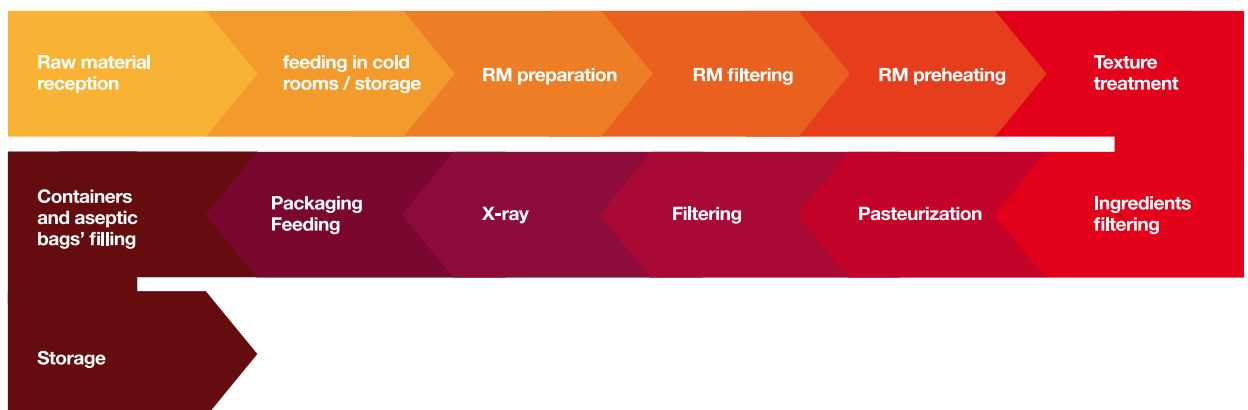 Raw material
reception
feeding in cold
rooms / storage
RM preparation
RM filtering
RM preheating
Texture
treatment
Ingredients
filtering
Pasteurization
Filtering
X-ray
Packaging
Feeding
Containers
and aseptic
bags’ filling
Storage